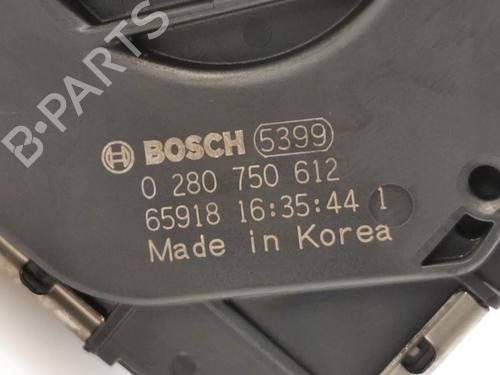 B-PARTS
BOSCH 5399
0 280 750 612
65918 16:35:44 1
Made in Korea